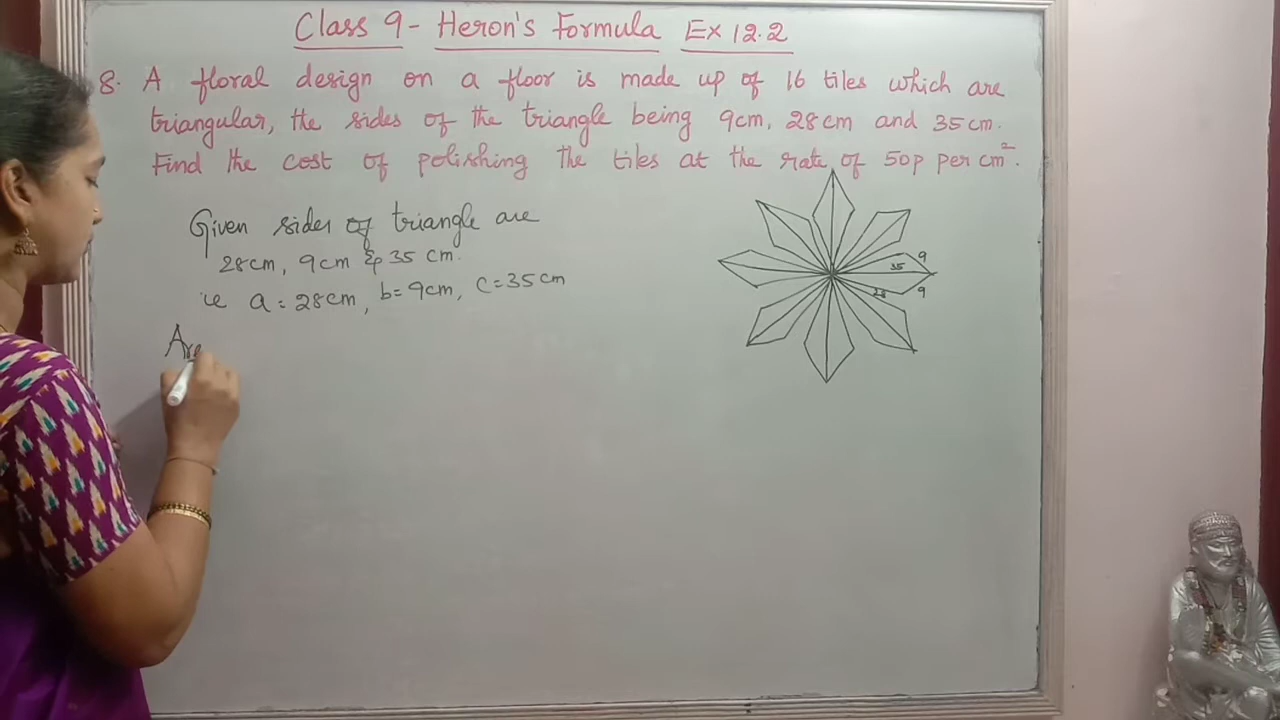 Class 9 - Heron's Formula Ex 12.2
8. A floral design on a floor is made up of 16 tiles which are
triangular, the sides of the triangle being 9cm, 28cm and 35cm.
Find the cost of polishing the tiles at the rate of 50p per cm².
Given sides of triangle are
28cm, 9cm & 35 cm.
ie a = 28cm, b = 9cm, c = 35cm
Are
9
35
28
9